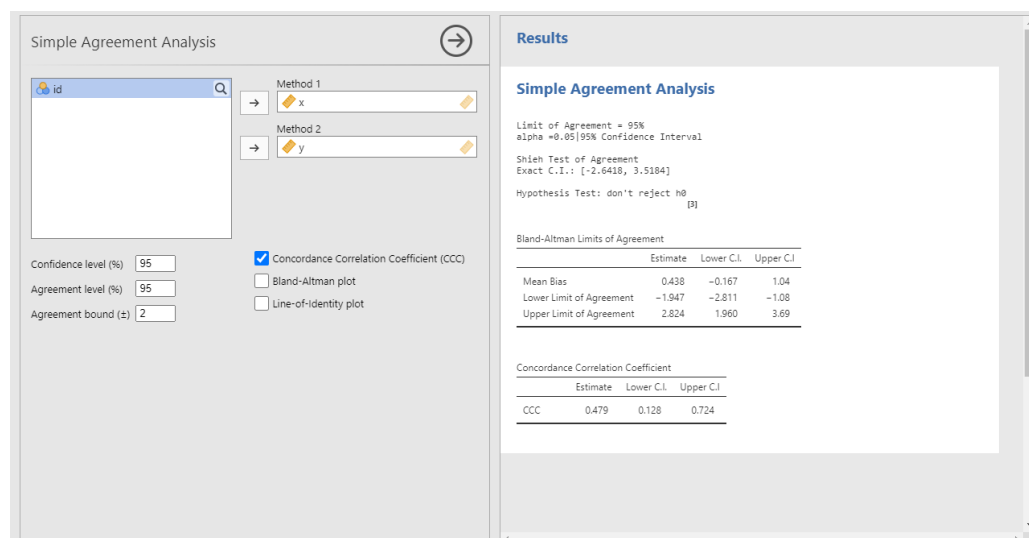 Simple Agreement Analysis
id
Method 1
x
Method 2
y
Confidence level (%) 95
Agreement level (%) 95
Agreement bound (±) 2
Concordance Correlation Coefficient (CCC)
Bland-Altman plot
Line-of-Identity plot
Results
Simple Agreement Analysis
Limit of Agreement = 95%
alpha =0.05|95% Confidence Interval
Shieh Test of Agreement
Exact C.I.: [-2.6418, 3.5184]
Hypothesis Test: don't reject h0
[3]
Bland-Altman Limits of Agreement
Estimate Lower C.I. Upper C.I
Mean Bias 0.438 −0.167 1.04
Lower Limit of Agreement −1.947 −2.811 −1.08
Upper Limit of Agreement 2.824 1.960 3.69
Concordance Correlation Coefficient
Estimate Lower C.I. Upper C.I
CCC 0.479 0.128 0.724